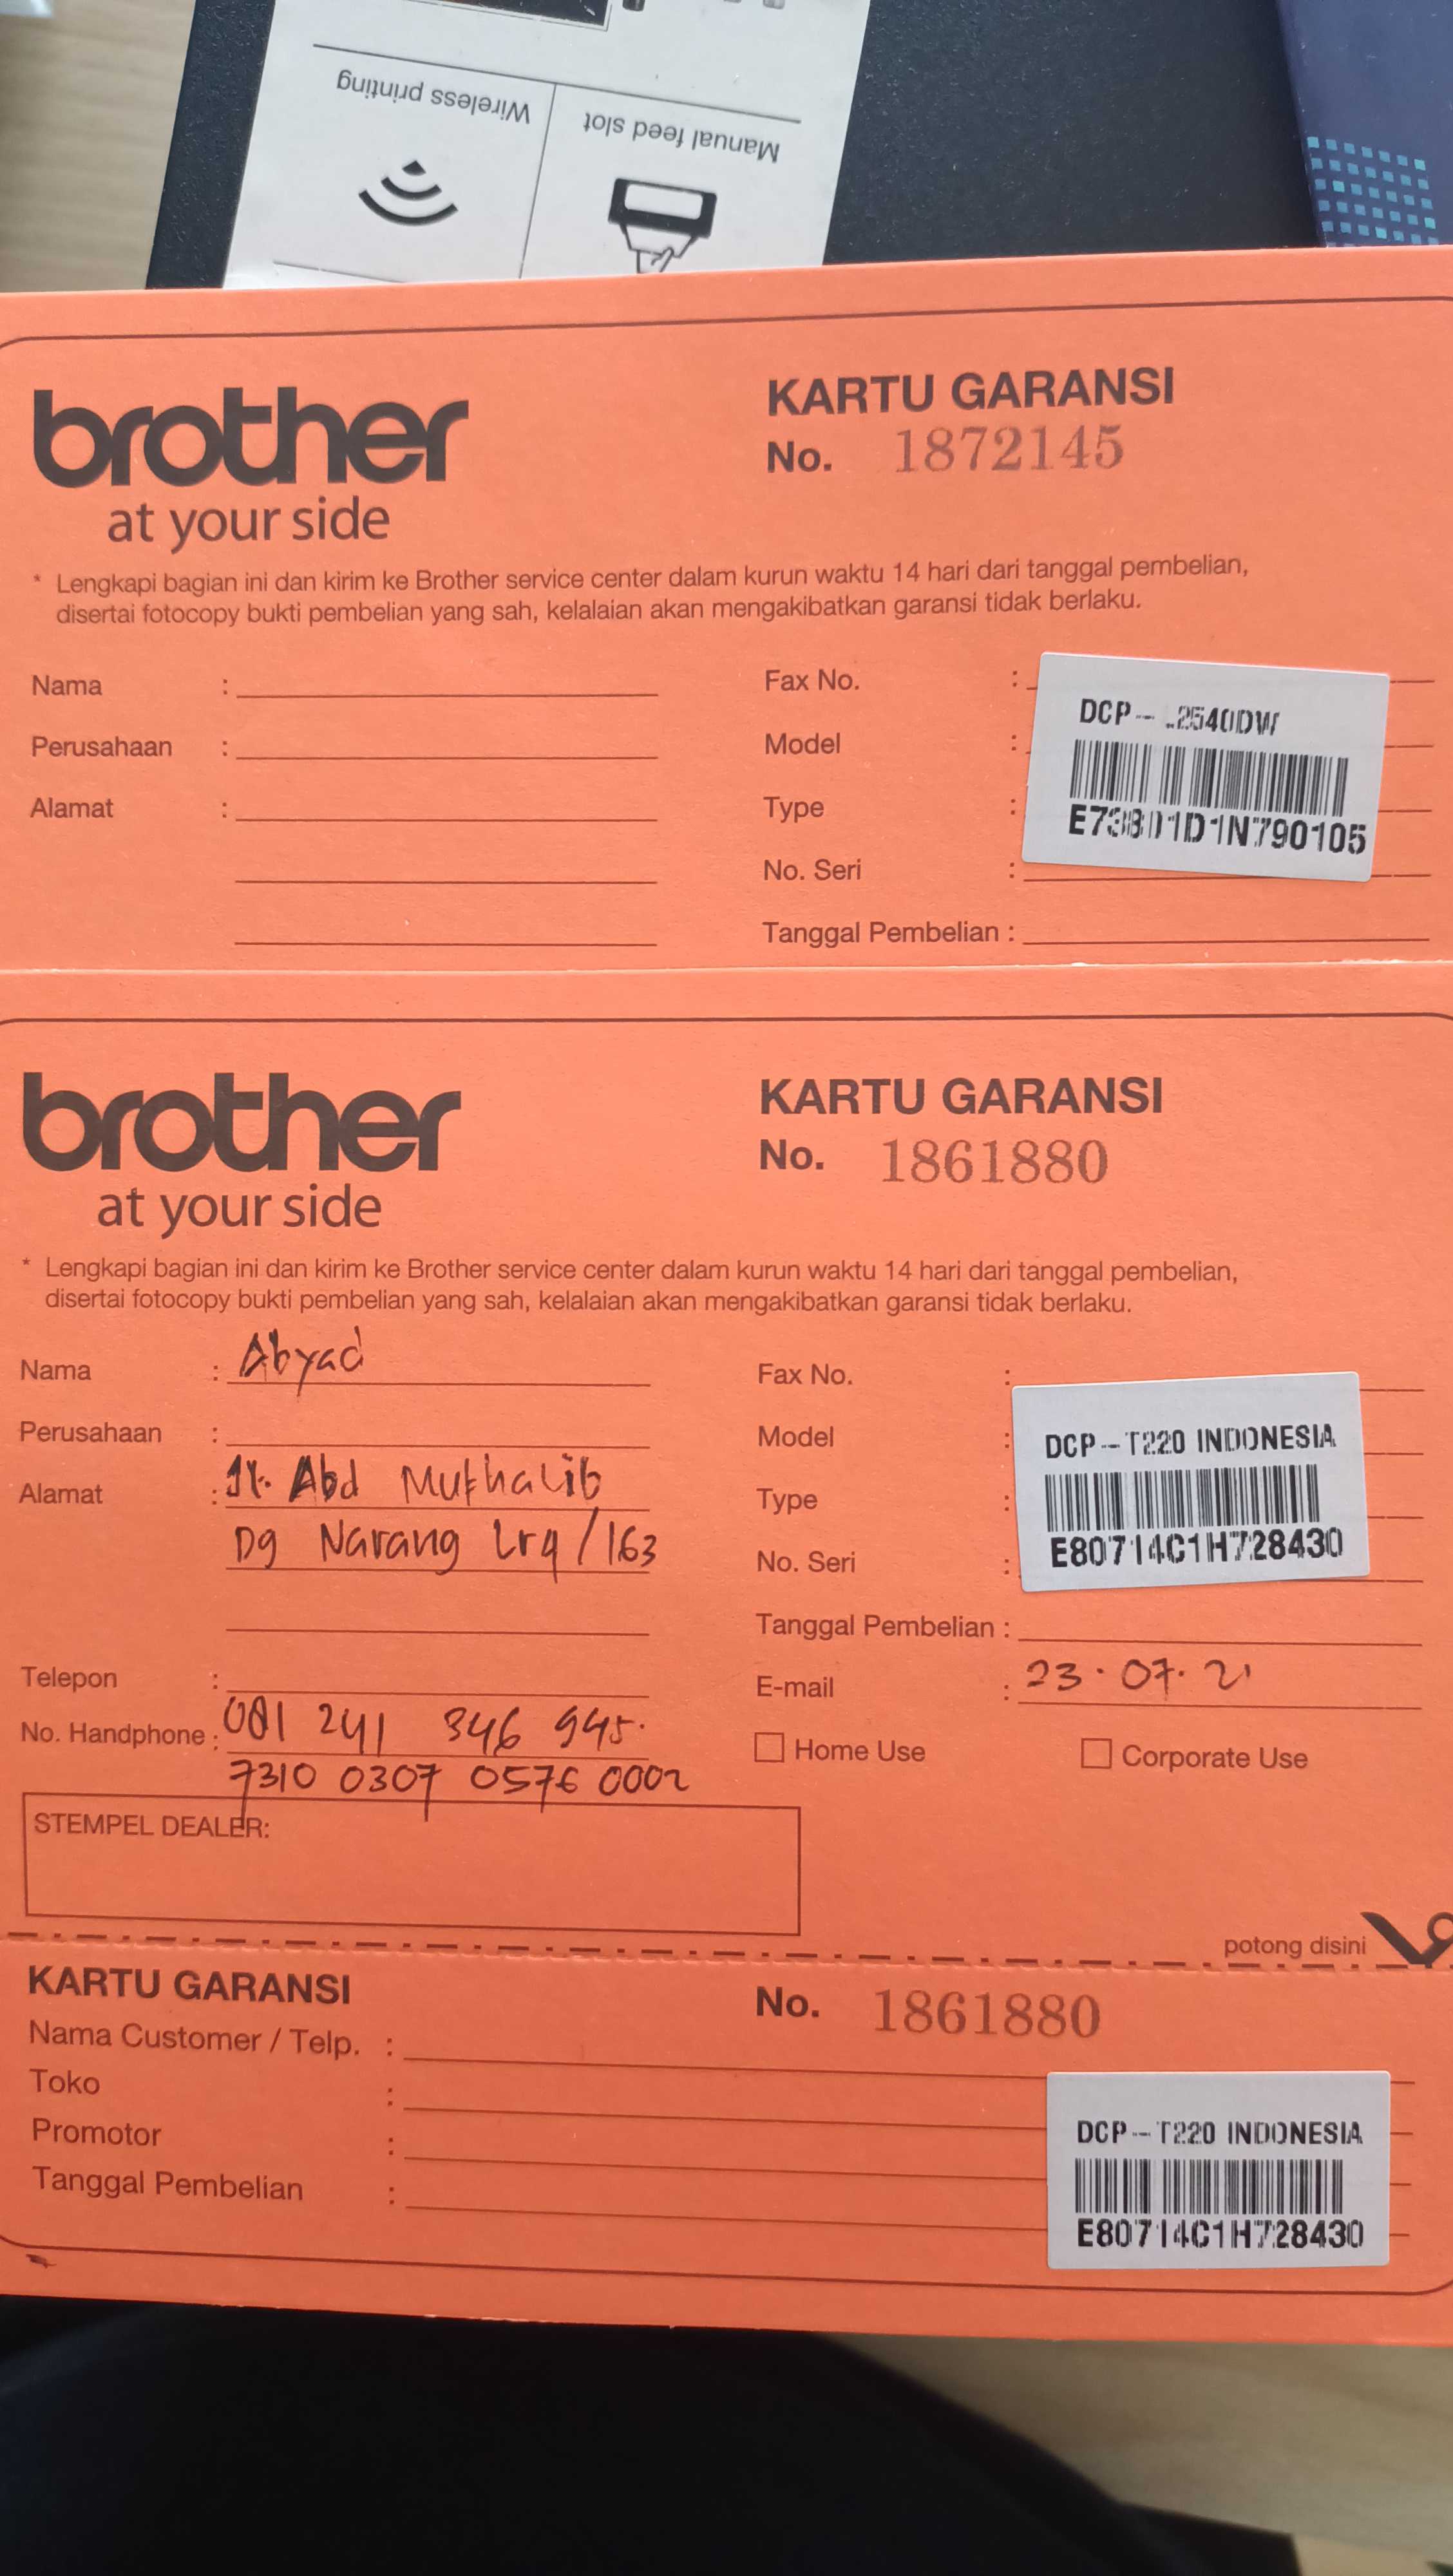 Wireless printing
Manual feed slot
brother
at your side
KARTU GARANSI
No. 1872145
* Lengkapi bagian ini dan kirim ke Brother service center dalam kurun waktu 14 hari dari tanggal pembelian,
disertai fotocopy bukti pembelian yang sah, kelalaian akan mengakibatkan garansi tidak berlaku.
Nama :
Perusahaan :
Alamat :
Fax No. :
Model :
Type :
No. Seri :
Tanggal Pembelian :
DCP-L2540DW
E73801D1N790105
brother
at your side
KARTU GARANSI
No. 1861880
* Lengkapi bagian ini dan kirim ke Brother service center dalam kurun waktu 14 hari dari tanggal pembelian,
disertai fotocopy bukti pembelian yang sah, kelalaian akan mengakibatkan garansi tidak berlaku.
Nama : Abyad
Perusahaan :
Alamat : Jl. Abd Muthalib
Dg Narang Lrq/163
Telepon :
No. Handphone : 081 241 346 945.
7310 0307 0576 0002
Fax No. :
Model :
Type :
No. Seri :
DCP-T220 INDONESIA
E80714C1H728430
Tanggal Pembelian :
E-mail : 23.07.21
Home Use
Corporate Use
STEMPEL DEALER:
potong disini
KARTU GARANSI
No. 1861880
Nama Customer / Telp. :
Toko :
Promotor :
Tanggal Pembelian :
DCP-T220 INDONESIA
E80714C1H728430